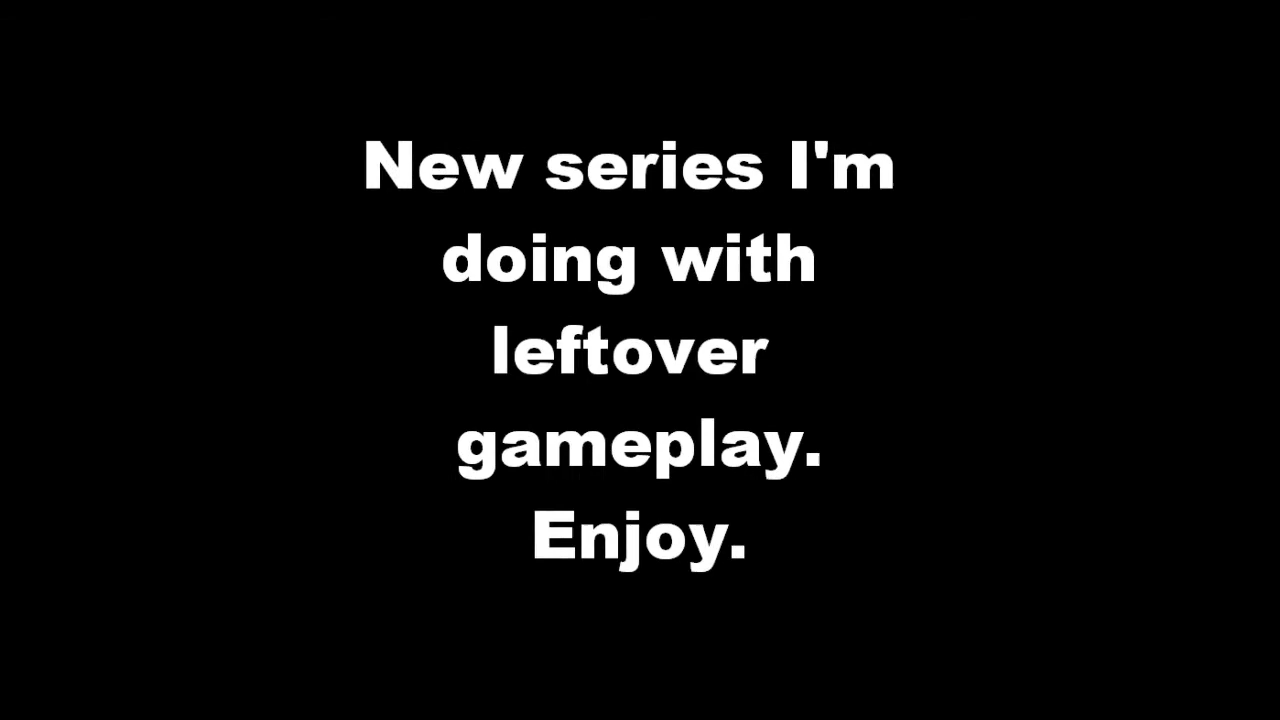 New series I'm
doing with
leftover
gameplay.
Enjoy.